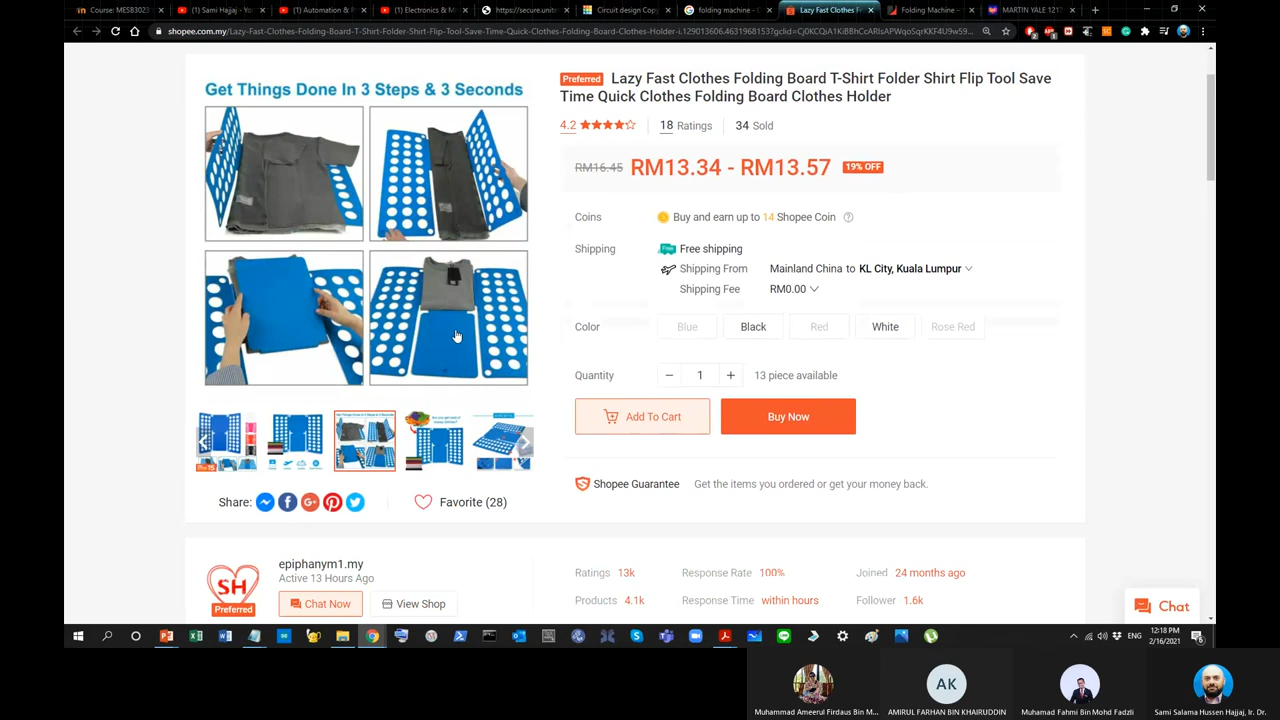 Course: MESB3023
(1) Sami Hajjaj - Yo
(1) Automation & R
(1) Electronics & M
https://secure.unite
Circuit design Cop
folding machine -
Lazy Fast Clothes F
Folding Machine -
MARTIN YALE 121
shopee.com.my/Lazy-Fast-Clothes-Folding-Board-T-Shirt-Folder-Shirt-Flip-Tool-Save-Time-Quick-Clothes-Folding-Board-Clothes-Holder-i.129013606.4631968153?gclid=
Get Things Done In 3 Steps & 3 Seconds
Preferred Lazy Fast Clothes Folding Board T-Shirt Folder Shirt Flip Tool Save
Time Quick Clothes Folding Board Clothes Holder
4.2 18 Ratings 34 Sold
RM16.45 RM13.34 - RM13.57 19% OFF
Coins Buy and earn up to 14 Shopee Coin
Shipping Free shipping
Shipping From Mainland China to KL City, Kuala Lumpur
Shipping Fee RM0.00
Color Blue Black Red White Rose Red
Quantity 1 13 piece available
Add To Cart Buy Now
Share: Favorite (28)
Shopee Guarantee Get the items you ordered or get your money back.
SH
Preferred
epiphanym1.my
Active 13 Hours Ago
Chat Now View Shop
Ratings 13k Response Rate 100% Joined 24 months ago
Products 4.1k Response Time within hours Follower 1.6k
Chat
ENG
12:18 PM
2/16/2021
AK
Muhammad Ameerul Firdaus Bin M...
AMIRUL FARHAN BIN KHAIRUDDIN
Muhamad Fahmi Bin Mohd Fadzli
Sami Salama Hussen Hajjaj, Ir. Dr.